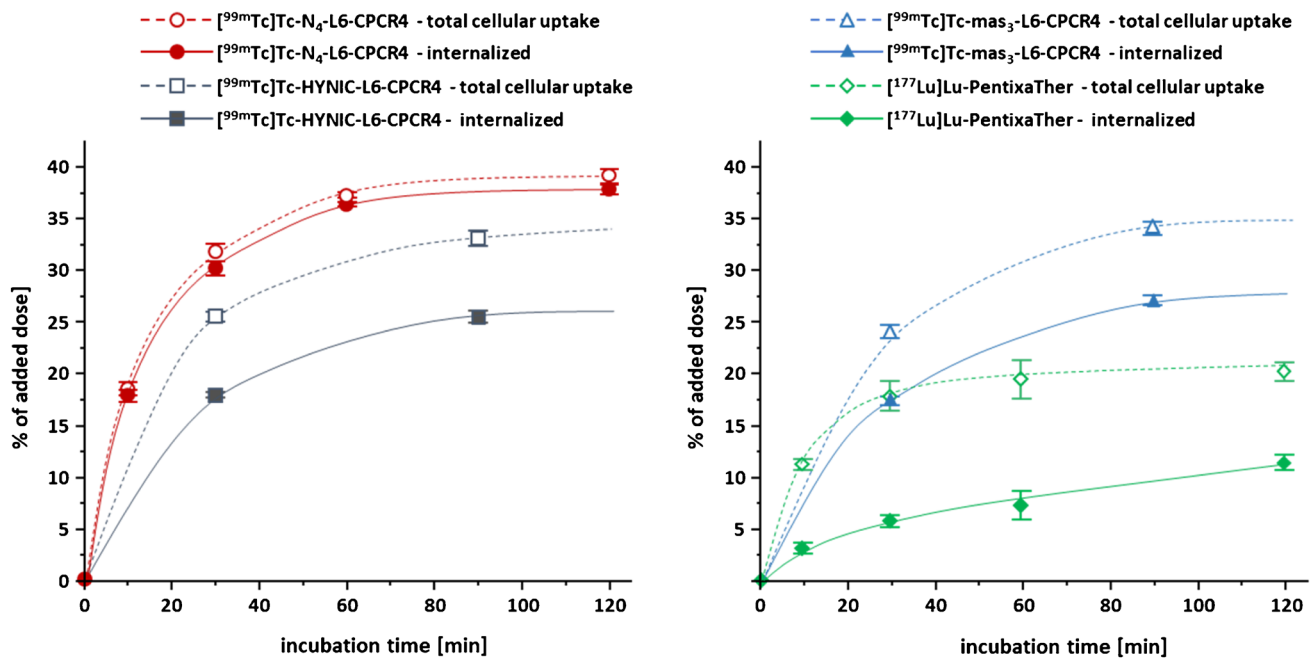 [⁹⁹ᵐTc]Tc-N₄-L6-CPCR4 - total cellular uptake
[⁹⁹ᵐTc]Tc-N₄-L6-CPCR4 - internalized
[⁹⁹ᵐTc]Tc-HYNIC-L6-CPCR4 - total cellular uptake
[⁹⁹ᵐTc]Tc-HYNIC-L6-CPCR4 - internalized
40
35
30
25
20
15
10
5
0
% of added dose]
0 20 40 60 80 100 120
incubation time [min]
[⁹⁹ᵐTc]Tc-mas₃-L6-CPCR4 - total cellular uptake
[⁹⁹ᵐTc]Tc-mas₃-L6-CPCR4 - internalized
[¹⁷⁷Lu]Lu-PentixaTher - total cellular uptake
[¹⁷⁷Lu]Lu-PentixaTher - internalized
40
35
30
25
20
15
10
5
0
% of added dose]
0 20 40 60 80 100 120
incubation time [min]